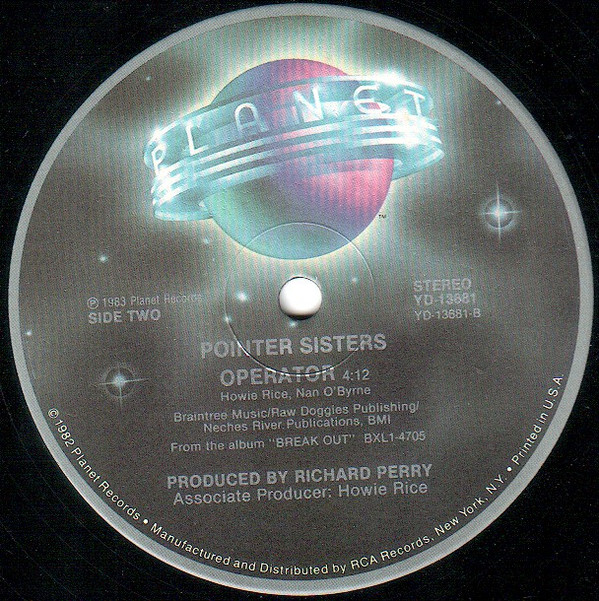 PLANET
™
℗ 1983 Planet Records
SIDE TWO
STEREO
YD-13681
YD-13681-B
POINTER SISTERS
OPERATOR 4:12
Howie Rice, Nan O'Byrne
Braintree Music/Raw Doggies Publishing/
Neches River Publications, BMI
From the album "BREAK OUT" BXL1-4705
PRODUCED BY RICHARD PERRY
Associate Producer: Howie Rice
©1982 Planet Records • Manufactured and Distributed by RCA Records, New York, N.Y. • Printed in U.S.A.